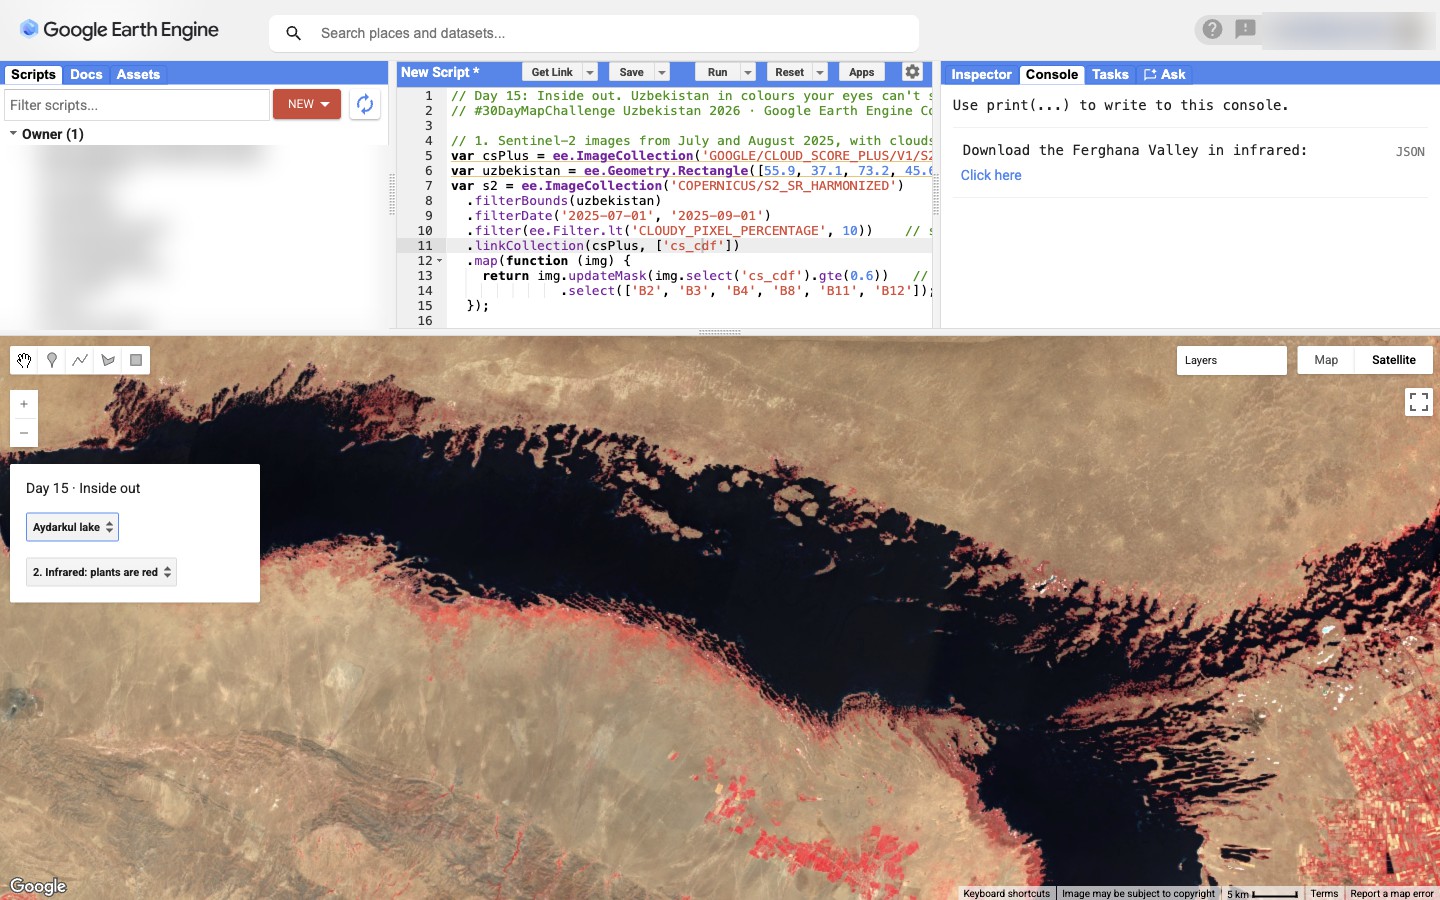 Google Earth Engine
Search places and datasets...
Scripts Docs Assets
Filter scripts...
NEW
Owner (1)
New Script *
Get Link Save Run Reset Apps
1 // Day 15: Inside out. Uzbekistan in colours your eyes can't
2 // #30DayMapChallenge Uzbekistan 2026 · Google Earth Engine
3
4 // 1. Sentinel-2 images from July and August 2025, with clouds
5 var csPlus = ee.ImageCollection('GOOGLE/CLOUD_SCORE_PLUS/V1/S2
6 var uzbekistan = ee.Geometry.Rectangle([55.9, 37.1, 73.2, 45.6
7 var s2 = ee.ImageCollection('COPERNICUS/S2_SR_HARMONIZED')
8 .filterBounds(uzbekistan)
9 .filterDate('2025-07-01', '2025-09-01')
10 .filter(ee.Filter.lt('CLOUDY_PIXEL_PERCENTAGE', 10)) //
11 .linkCollection(csPlus, ['cs_cdf'])
12 .map(function (img) {
13 return img.updateMask(img.select('cs_cdf').gte(0.6)) //
14 .select(['B2', 'B3', 'B4', 'B8', 'B11', 'B12']);
15 });
16
Inspector Console Tasks Ask
Use print(...) to write to this console.
Download the Ferghana Valley in infrared:
JSON
Click here
Layers
Map Satellite
Day 15 · Inside out
Aydarkul lake
2. Infrared: plants are red
Google
Keyboard shortcuts Image may be subject to copyright 5 km Terms Report a map error